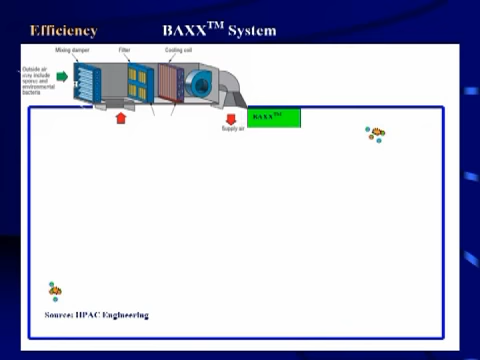 Efficiency BAXX™ System
Mixing damper Filter Cooling coil
Outside air
may include
spores and
environmental
bacteria
Supply air
BAXX™
Source: HPAC Engineering